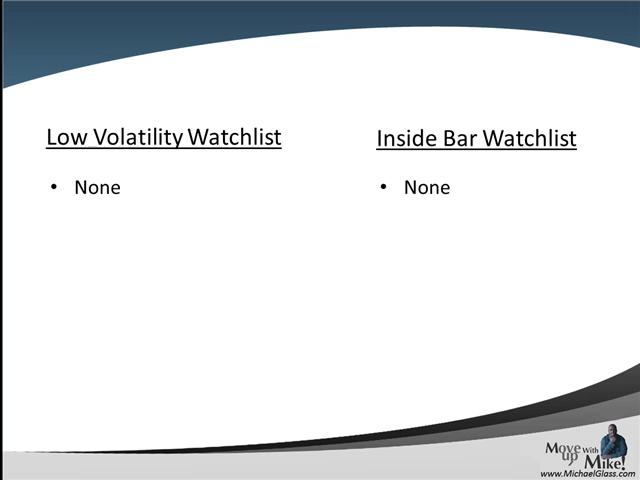 Low Volatility Watchlist
• None
Inside Bar Watchlist
• None
Move up With Mike!
www.MichaelGlass.com